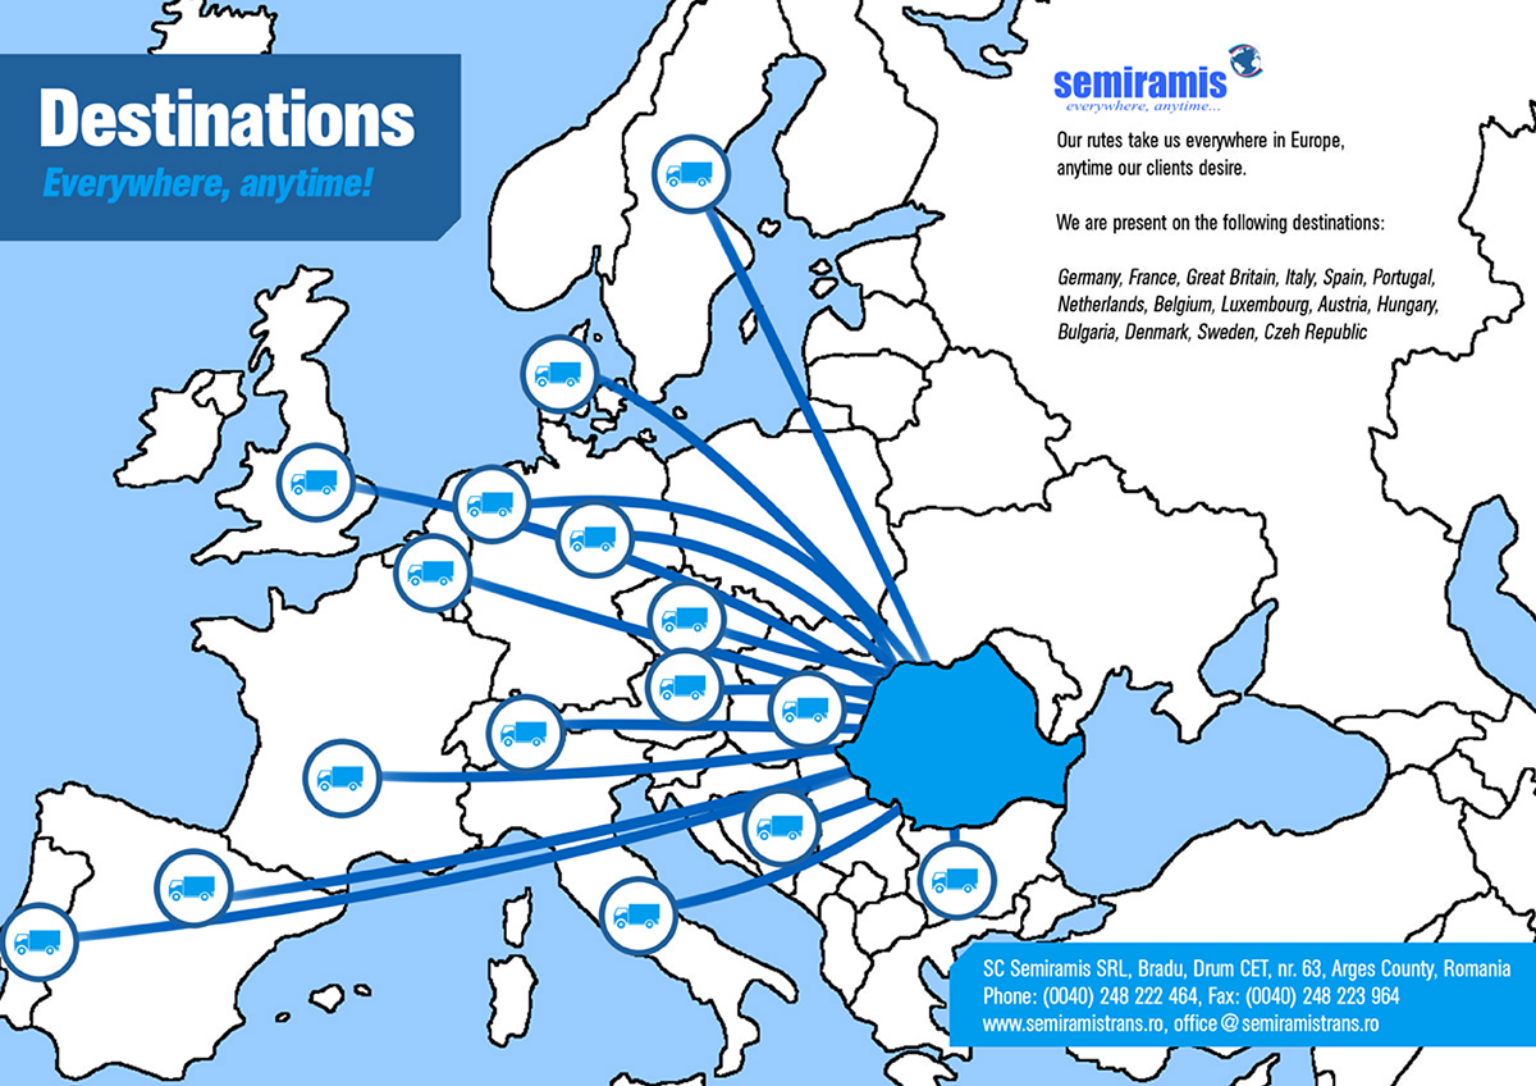 Destinations
Everywhere, anytime!
semiramis
everywhere, anytime...
Our rutes take us everywhere in Europe,
anytime our clients desire.
We are present on the following destinations:
Germany, France, Great Britain, Italy, Spain, Portugal,
Netherlands, Belgium, Luxembourg, Austria, Hungary,
Bulgaria, Denmark, Sweden, Czeh Republic
SC Semiramis SRL, Bradu, Drum CET, nr. 63, Arges County, Romania
Phone: (0040) 248 222 464, Fax: (0040) 248 223 964
www.semiramistrans.ro, office@semiramistrans.ro